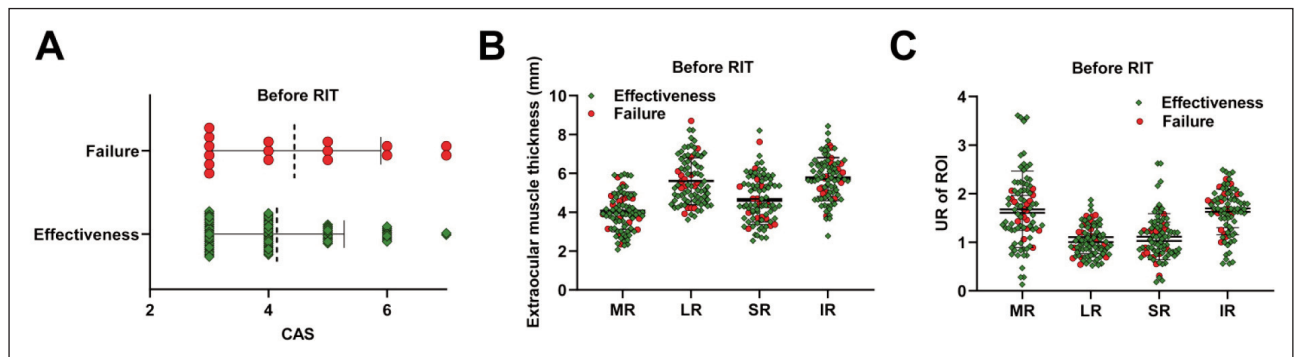 A
Before RIT
Failure
Effectiveness
2
4
6
CAS
B
Before RIT
Effectiveness
Failure
Extraocular muscle thickness (mm)
10
8
6
4
2
0
MR
LR
SR
IR
C
Before RIT
Effectiveness
Failure
UR of ROI
4
3
2
1
0
MR
LR
SR
IR